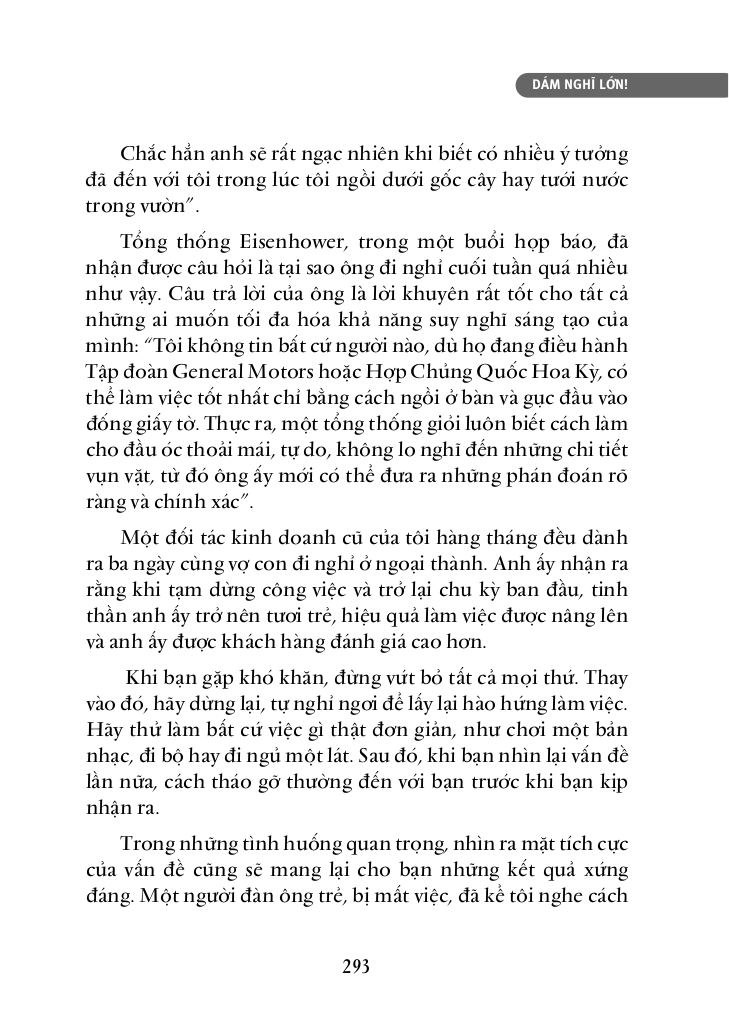 DÁM NGHĨ LỚN!
Chắc hẳn anh sẽ rất ngạc nhiên khi biết có nhiều ý tưởng
đã đến với tôi trong lúc tôi ngồi dưới gốc cây hay tưới nước
trong vườn”.
Tổng thống Eisenhower, trong một buổi họp báo, đã
nhận được câu hỏi là tại sao ông đi nghỉ cuối tuần quá nhiều
như vậy. Câu trả lời của ông là lời khuyên rất tốt cho tất cả
những ai muốn tối đa hóa khả năng suy nghĩ sáng tạo của
mình: “Tôi không tin bất cứ người nào, dù họ đang điều hành
Tập đoàn General Motors hoặc Hợp Chủng Quốc Hoa Kỳ, có
thể làm việc tốt nhất chỉ bằng cách ngồi ở bàn và gục đầu vào
đống giấy tờ. Thực ra, một tổng thống giỏi luôn biết cách làm
cho đầu óc thoải mái, tự do, không lo nghĩ đến những chi tiết
vụn vặt, từ đó ông ấy mới có thể đưa ra những phán đoán rõ
ràng và chính xác”.
Một đối tác kinh doanh cũ của tôi hàng tháng đều dành
ra ba ngày cùng vợ con đi nghỉ ở ngoại thành. Anh ấy nhận ra
rằng khi tạm dừng công việc và trở lại chu kỳ ban đầu, tinh
thần anh ấy trở nên tươi trẻ, hiệu quả làm việc được nâng lên
và anh ấy được khách hàng đánh giá cao hơn.
Khi bạn gặp khó khăn, đừng vứt bỏ tất cả mọi thứ. Thay
vào đó, hãy dừng lại, tự nghỉ ngơi để lấy lại hào hứng làm việc.
Hãy thử làm bất cứ việc gì thật đơn giản, như chơi một bản
nhạc, đi bộ hay đi ngủ một lát. Sau đó, khi bạn nhìn lại vấn đề
lần nữa, cách tháo gỡ thường đến với bạn trước khi bạn kịp
nhận ra.
Trong những tình huống quan trọng, nhìn ra mặt tích cực
của vấn đề cũng sẽ mang lại cho bạn những kết quả xứng
đáng. Một người đàn ông trẻ, bị mất việc, đã kể tôi nghe cách
293